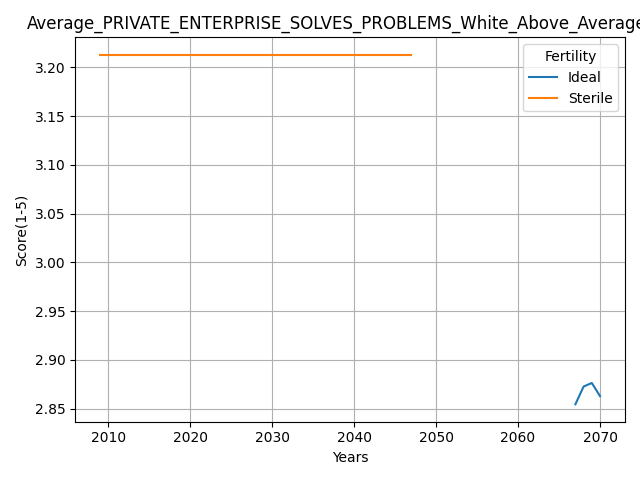 Average_PRIVATE_ENTERPRISE_SOLVES_PROBLEMS_White_Above_Average
Fertility
Ideal
Sterile
Score(1-5)
3.20
3.15
3.10
3.05
3.00
2.95
2.90
2.85
2010 2020 2030 2040 2050 2060 2070
Years